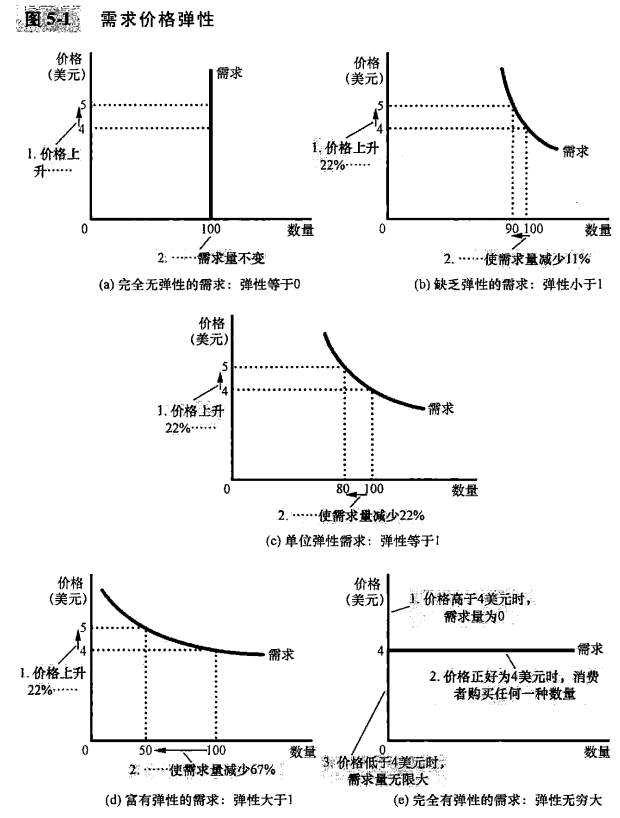 图 5-1 需求价格弹性
价格
(美元)
需求
5
4
1. 价格上
升……
0
100
数量
2. ……需求量不变
(a) 完全无弹性的需求：弹性等于0
价格
(美元)
5
4
1. 价格上升
22%……
需求
0
90 100
数量
2. ……使需求量减少11%
(b) 缺乏弹性的需求：弹性小于1
价格
(美元)
5
4
1. 价格上升
22%……
需求
0
80 100
数量
2. ……使需求量减少22%
(c) 单位弹性需求：弹性等于1
价格
(美元)
5
4
1. 价格上升
22%……
需求
0
50 100
数量
2. ……使需求量减少67%
(d) 富有弹性的需求：弹性大于1
价格
(美元)
1. 价格高于4美元时，
需求量为0
4
需求
2. 价格正好为4美元时，消费
者购买任何一种数量
0
数量
3. 价格低于4美元时，
需求量无限大
(e) 完全有弹性的需求：弹性无穷大